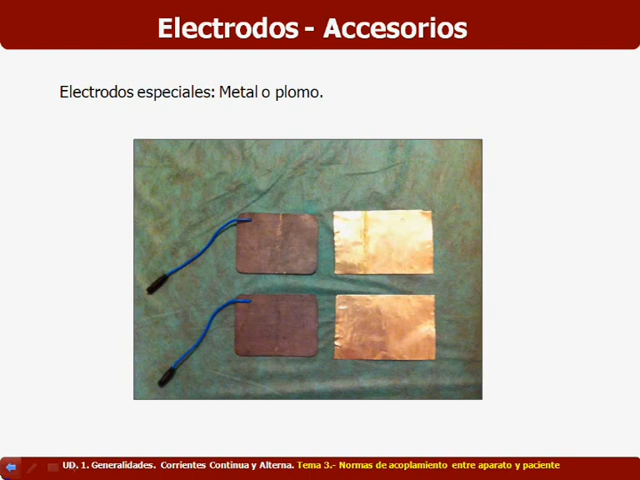 Electrodos - Accesorios
Electrodos especiales: Metal o plomo.
UD. 1. Generalidades. Corrientes Continua y Alterna. Tema 3.- Normas de acoplamiento entre aparato y paciente